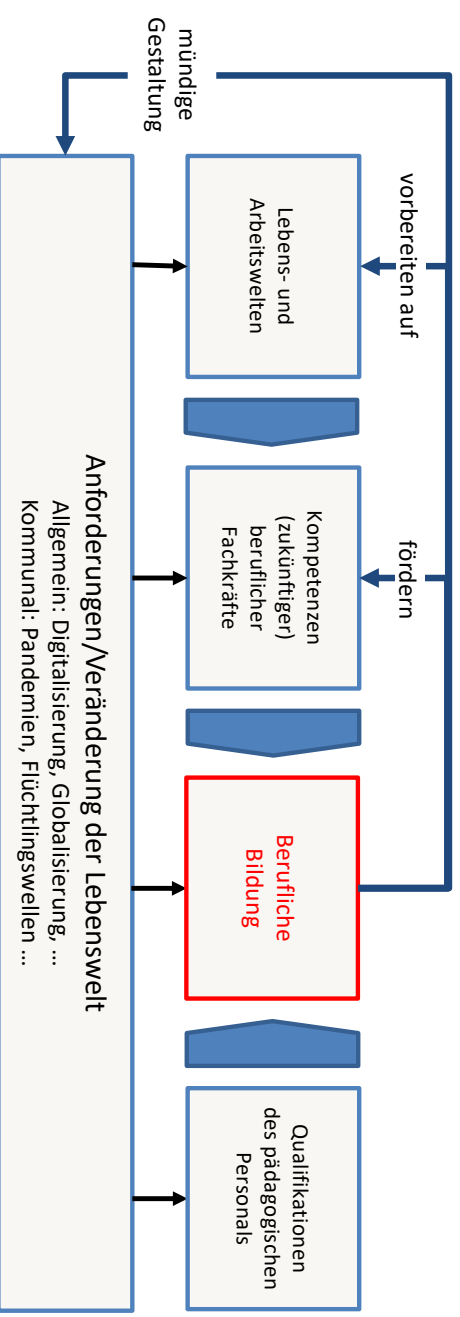 mündige
Gestaltung
vorbereiten auf
fördern
Lebens- und
Arbeitswelten
Kompetenzen
(zukünftiger)
beruflicher
Fachkräfte
Berufliche
Bildung
Qualifikationen
des pädagogischen
Personals
Anforderungen/Veränderung der Lebenswelt
Allgemein: Digitalisierung, Globalisierung, ...
Kommunal: Pandemien, Flüchtlingswellen ...